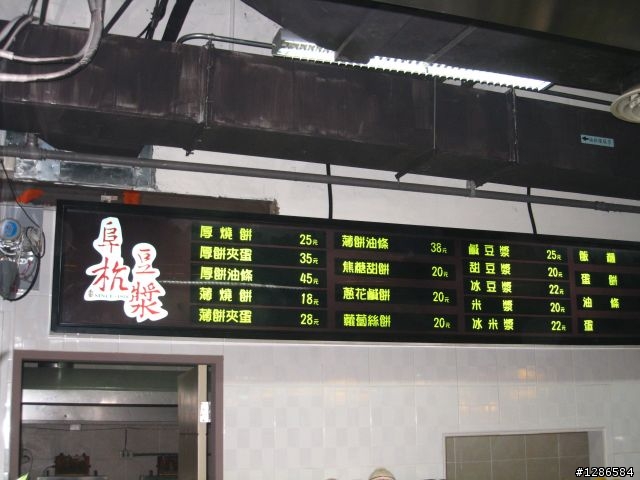 阜杭
豆漿
SINCE 1958
厚燒餅 25元
厚餅夾蛋 35元
厚餅油條 45元
薄燒餅 18元
薄餅夾蛋 28元
薄餅油條 38元
焦糖甜餅 20元
蔥花鹹餅 20元
蘿蔔絲餅 20元
鹹豆漿 25元
甜豆漿 20元
冰豆漿 22元
米漿 20元
冰米漿 22元
飯糰
蛋餅
油條
蛋
#1286584